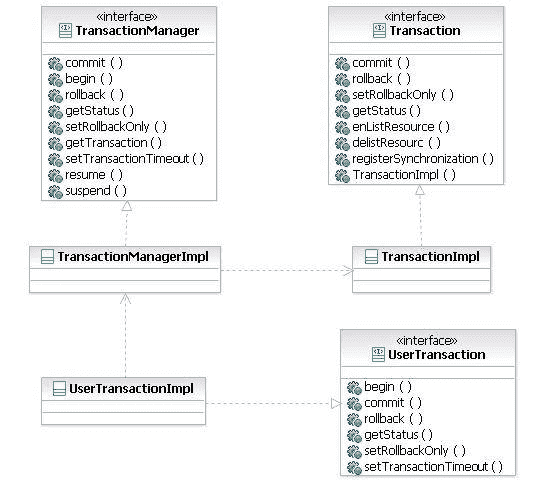 «interface»
TransactionManager
commit ( )
begin ( )
rollback ( )
getStatus ( )
setRollbackOnly ( )
getTransaction ( )
setTransactionTimeout ( )
resume ( )
suspend ( )
«interface»
Transaction
commit ( )
rollback ( )
setRollbackOnly ( )
getStatus ( )
enListResource ( )
delistResourc ( )
registerSynchronization ( )
TransactionImpl ( )
TransactionManagerImpl
TransactionImpl
UserTransactionImpl
«interface»
UserTransaction
begin ( )
commit ( )
rollback ( )
getStatus ( )
setRollbackOnly ( )
setTransactionTimeout ( )